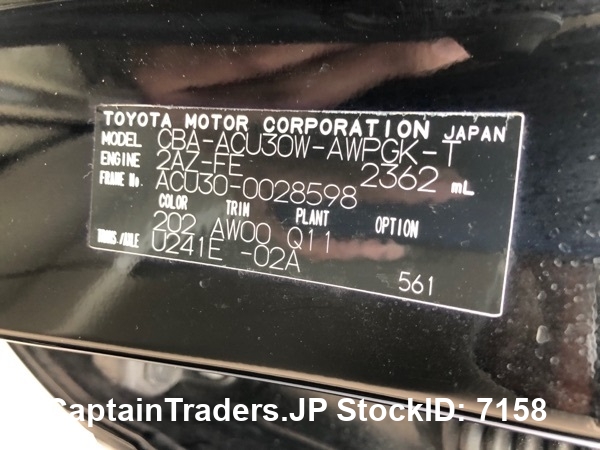 TOYOTA MOTOR CORPORATION JAPAN
MODEL CBA-ACU30W-AWPGK-T
ENGINE 2AZ-FE 2362 mL
FRAME No. ACU30-0028598
COLOR TRIM PLANT OPTION
202 AW00 Q11
TRANS./AXLE U241E -02A
561
CaptainTraders.JP StockID: 7158